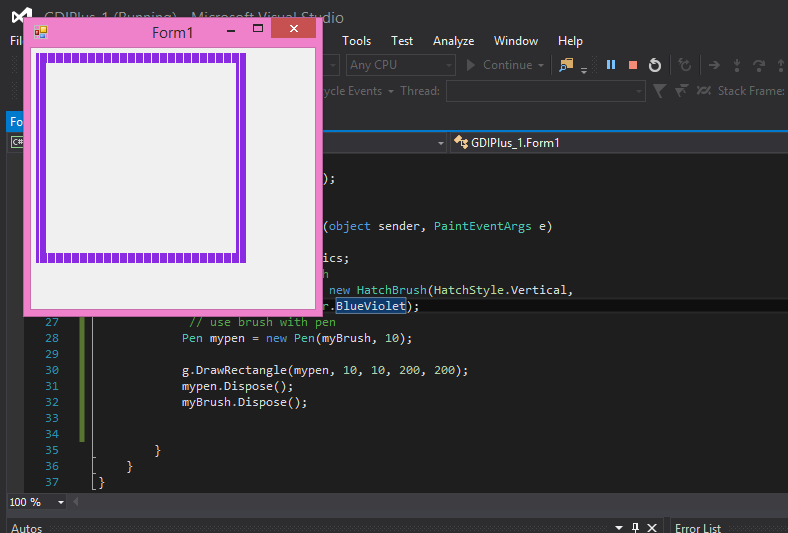 GDIPlus_1 (Running) - Microsoft Visual Studio
Form1
Tools Test Analyze Window Help
Any CPU Continue
ycle Events Thread: Stack Frame:
Fo
C# GDIPlus_1.Form1
);
(object sender, PaintEventArgs e)
ics;
new HatchBrush(HatchStyle.Vertical,
r.BlueViolet);
27 // use brush with pen
28 Pen mypen = new Pen(myBrush, 10);
29
30 g.DrawRectangle(mypen, 10, 10, 200, 200);
31 mypen.Dispose();
32 myBrush.Dispose();
33
34
35 }
36 }
37 }
100 %
Autos Error List